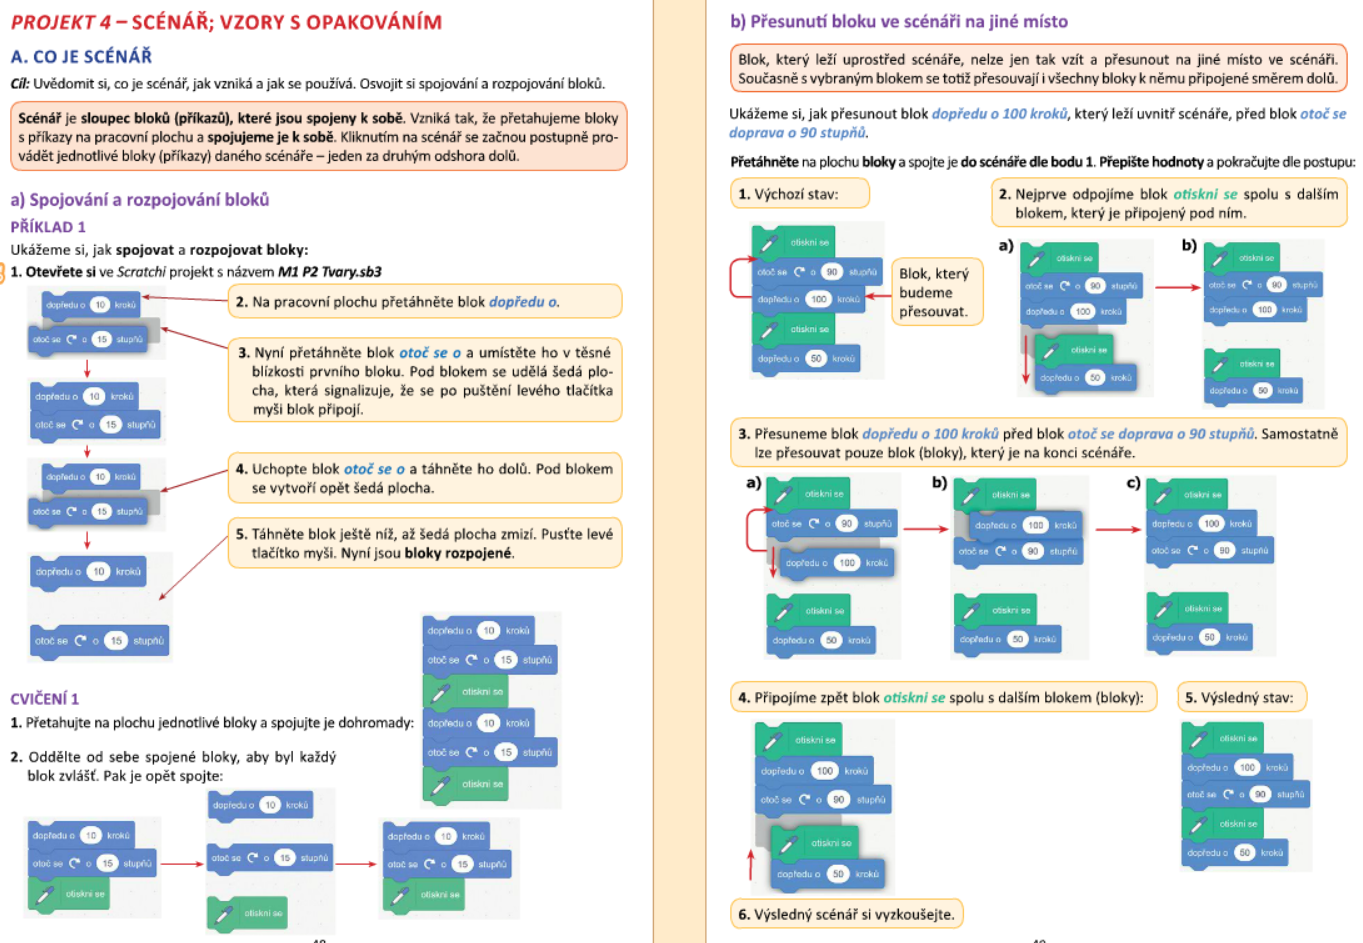 PROJEKT 4 – SCÉNÁŘ; VZORY S OPAKOVÁNÍM
A. CO JE SCÉNÁŘ
Cíl: Uvědomit si, co je scénář, jak vzniká a jak se používá. Osvojit si spojování a rozpojování bloků.
Scénář je sloupec bloků (příkazů), které jsou spojeny k sobě. Vzniká tak, že přetahujeme bloky
s příkazy na pracovní plochu a spojujeme je k sobě. Kliknutím na scénář se začnou postupně pro-
vádět jednotlivé bloky (příkazy) daného scénáře – jeden za druhým odshora dolů.
a) Spojování a rozpojování bloků
PŘÍKLAD 1
Ukážeme si, jak spojovat a rozpojovat bloky:
1. Otevřete si ve Scratchi projekt s názvem M1 P2 Tvary.sb3
dopředu o 10 kroků
otoč se o 15 stupňů
dopředu o 10 kroků
otoč se o 15 stupňů
dopředu o 10 kroků
otoč se o 15 stupňů
dopředu o 10 kroků
otoč se o 15 stupňů
2. Na pracovní plochu přetáhněte blok dopředu o.
3. Nyní přetáhněte blok otoč se o a umístěte ho v těsné
blízkosti prvního bloku. Pod blokem se udělá šedá plo-
cha, která signalizuje, že se po puštění levého tlačítka
myši blok připojí.
4. Uchopte blok otoč se o a táhněte ho dolů. Pod blokem
se vytvoří opět šedá plocha.
5. Táhněte blok ještě níž, až šedá plocha zmizí. Pusťte levé
tlačítko myši. Nyní jsou bloky rozpojené.
CVIČENÍ 1
1. Přetahujte na plochu jednotlivé bloky a spojujte je dohromady:
dopředu o 10 kroků
otoč se o 15 stupňů
otiskni se
dopředu o 10 kroků
otoč se o 15 stupňů
otiskni se
2. Oddělte od sebe spojené bloky, aby byl každý
blok zvlášť. Pak je opět spojte:
dopředu o 10 kroků
otoč se o 15 stupňů
otiskni se
dopředu o 10 kroků
otoč se o 15 stupňů
otiskni se
dopředu o 10 kroků
otoč se o 15 stupňů
otiskni se
b) Přesunutí bloku ve scénáři na jiné místo
Blok, který leží uprostřed scénáře, nelze jen tak vzít a přesunout na jiné místo ve scénáři.
Současně s vybraným blokem se totiž přesouvají i všechny bloky k němu připojené směrem dolů.
Ukážeme si, jak přesunout blok dopředu o 100 kroků, který leží uvnitř scénáře, před blok otoč se
doprava o 90 stupňů.
Přetáhněte na plochu bloky a spojte je do scénáře dle bodu 1. Přepište hodnoty a pokračujte dle postupu:
1. Výchozí stav:
otiskni se
otoč se o 90 stupňů
dopředu o 100 kroků
otiskni se
dopředu o 50 kroků
Blok, který
budeme
přesouvat.
2. Nejprve odpojíme blok otiskni se spolu s dalším
blokem, který je připojený pod ním.
a)
otiskni se
otoč se o 90 stupňů
dopředu o 100 kroků
otiskni se
dopředu o 50 kroků
b)
otiskni se
otoč se o 90 stupňů
dopředu o 100 kroků
otiskni se
dopředu o 50 kroků
3. Přesuneme blok dopředu o 100 kroků před blok otoč se doprava o 90 stupňů. Samostatně
lze přesouvat pouze blok (bloky), který je na konci scénáře.
a)
otiskni se
otoč se o 90 stupňů
dopředu o 100 kroků
otiskni se
dopředu o 50 kroků
b)
otiskni se
dopředu o 100 kroků
otoč se o 90 stupňů
otiskni se
dopředu o 50 kroků
c)
otiskni se
dopředu o 100 kroků
otoč se o 90 stupňů
otiskni se
dopředu o 50 kroků
4. Připojíme zpět blok otiskni se spolu s dalším blokem (bloky):
otiskni se
dopředu o 100 kroků
otoč se o 90 stupňů
otiskni se
dopředu o 50 kroků
5. Výsledný stav:
otiskni se
dopředu o 100 kroků
otoč se o 90 stupňů
otiskni se
dopředu o 50 kroků
6. Výsledný scénář si vyzkoušejte.